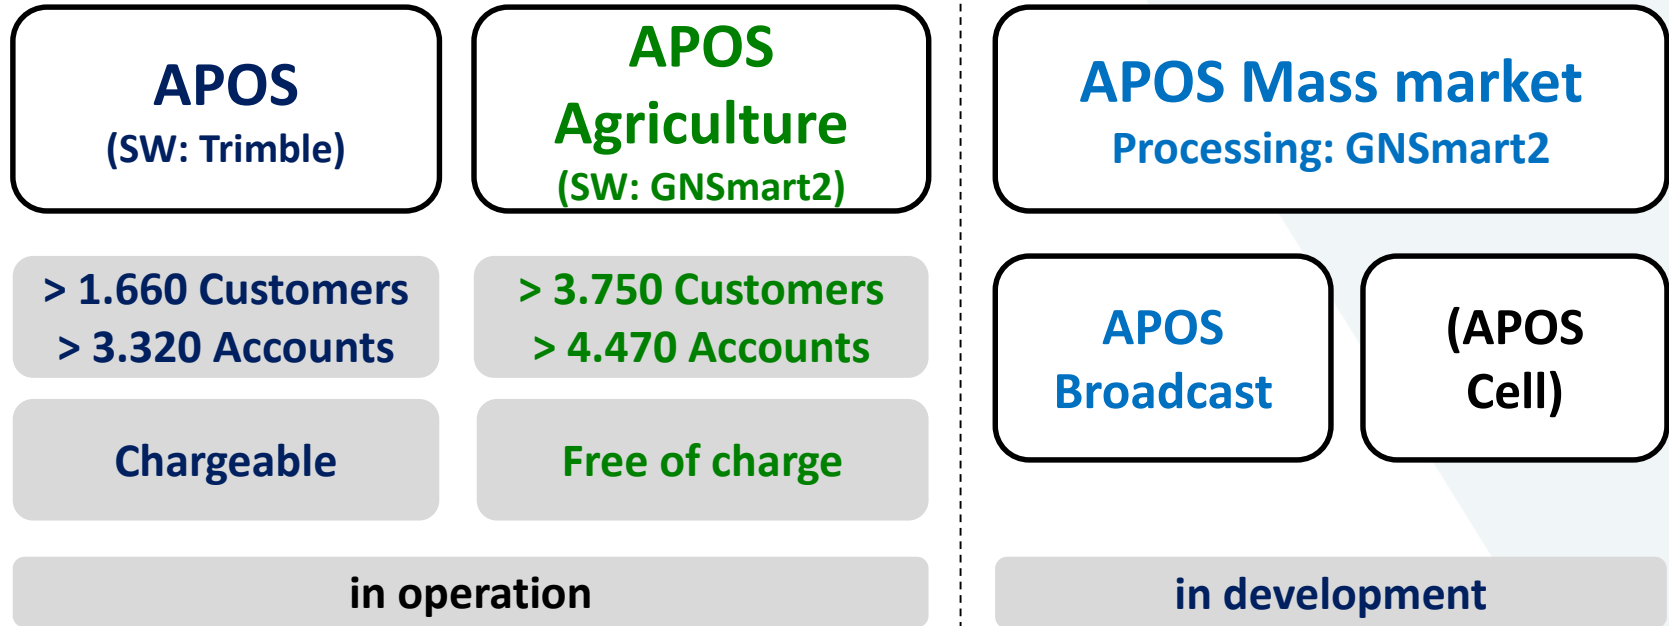 APOS
(SW: Trimble)
APOS
Agriculture
(SW: GNSmart2)
APOS Mass market
Processing: GNSmart2
> 1.660 Customers
> 3.320 Accounts
> 3.750 Customers
> 4.470 Accounts
APOS
Broadcast
(APOS
Cell)
Chargeable
Free of charge
in operation
in development